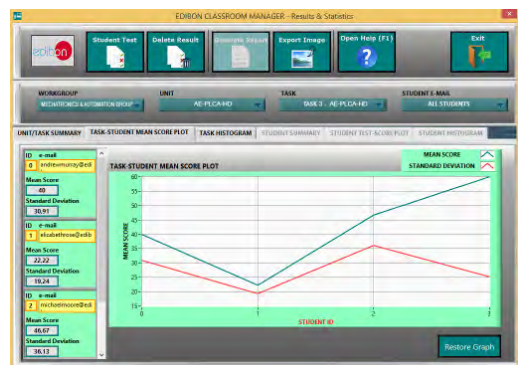 EDIBON CLASSROOM MANAGER - Results & Statistics
edibon
Student Test
Delete Result
Generate Report
Export Image
Open Help (F1)
Exit
WORKGROUP
UNIT
TASK
STUDENT E-MAIL
MECHATRONICS & AUTOMATION GROUP
AE-PLCA-HD
TASK 3 - AE-PLCA-HD
ALL STUDENTS
UNIT/TASK SUMMARY
TASK-STUDENT MEAN SCORE PLOT
TASK HISTOGRAM
STUDENT SUMMARY
STUDENT TEST-SCORE PLOT
STUDENT HISTOGRAM
ID e-mail
0 andrewmurray@edi
Mean Score
40
Standard Deviation
30,91
ID e-mail
1 elizabethrose@edib
Mean Score
22,22
Standard Deviation
19,24
ID e-mail
2 michaelmoore@edi
Mean Score
46,67
Standard Deviation
36,13
TASK-STUDENT MEAN SCORE PLOT
MEAN SCORE
STANDARD DEVIATION
MEAN SCORE
60
55
50
45
40
35
30
25
20
15
0
1
2
3
STUDENT ID
Restore Graph